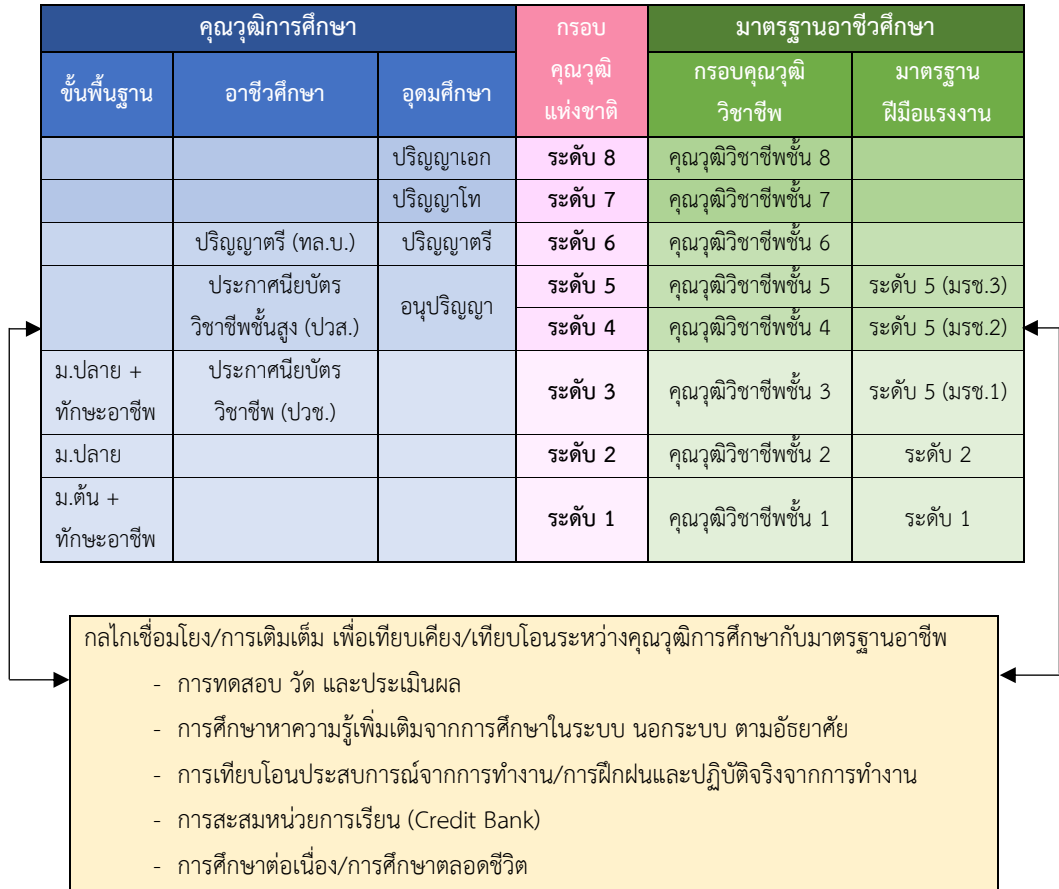 คุณวุฒิการศึกษา
กรอบ
คุณวุฒิ
แห่งชาติ
มาตรฐานอาชีวศึกษา
ขั้นพื้นฐาน
อาชีวศึกษา
อุดมศึกษา
กรอบคุณวุฒิ
วิชาชีพ
มาตรฐาน
ฝีมือแรงงาน
ปริญญาเอก ระดับ 8 คุณวุฒิวิชาชีพชั้น 8
ปริญญาโท ระดับ 7 คุณวุฒิวิชาชีพชั้น 7
ปริญญาตรี (ทล.บ.) ปริญญาตรี ระดับ 6 คุณวุฒิวิชาชีพชั้น 6
ประกาศนียบัตร
วิชาชีพชั้นสูง (ปวส.)
อนุปริญญา
ระดับ 5 คุณวุฒิวิชาชีพชั้น 5 ระดับ 5 (มรช.3)
ระดับ 4 คุณวุฒิวิชาชีพชั้น 4 ระดับ 5 (มรช.2)
ม.ปลาย +
ทักษะอาชีพ
ประกาศนียบัตร
วิชาชีพ (ปวช.)
ระดับ 3 คุณวุฒิวิชาชีพชั้น 3 ระดับ 5 (มรช.1)
ม.ปลาย ระดับ 2 คุณวุฒิวิชาชีพชั้น 2 ระดับ 2
ม.ต้น +
ทักษะอาชีพ
ระดับ 1 คุณวุฒิวิชาชีพชั้น 1 ระดับ 1
กลไกเชื่อมโยง/การเติมเต็ม เพื่อเทียบเคียง/เทียบโอนระหว่างคุณวุฒิการศึกษากับมาตรฐานอาชีพ
- การทดสอบ วัด และประเมินผล
- การศึกษาหาความรู้เพิ่มเติมจากการศึกษาในระบบ นอกระบบ ตามอัธยาศัย
- การเทียบโอนประสบการณ์จากการทำงาน/การฝึกฝนและปฏิบัติจริงจากการทำงาน
- การสะสมหน่วยการเรียน (Credit Bank)
- การศึกษาต่อเนื่อง/การศึกษาตลอดชีวิต